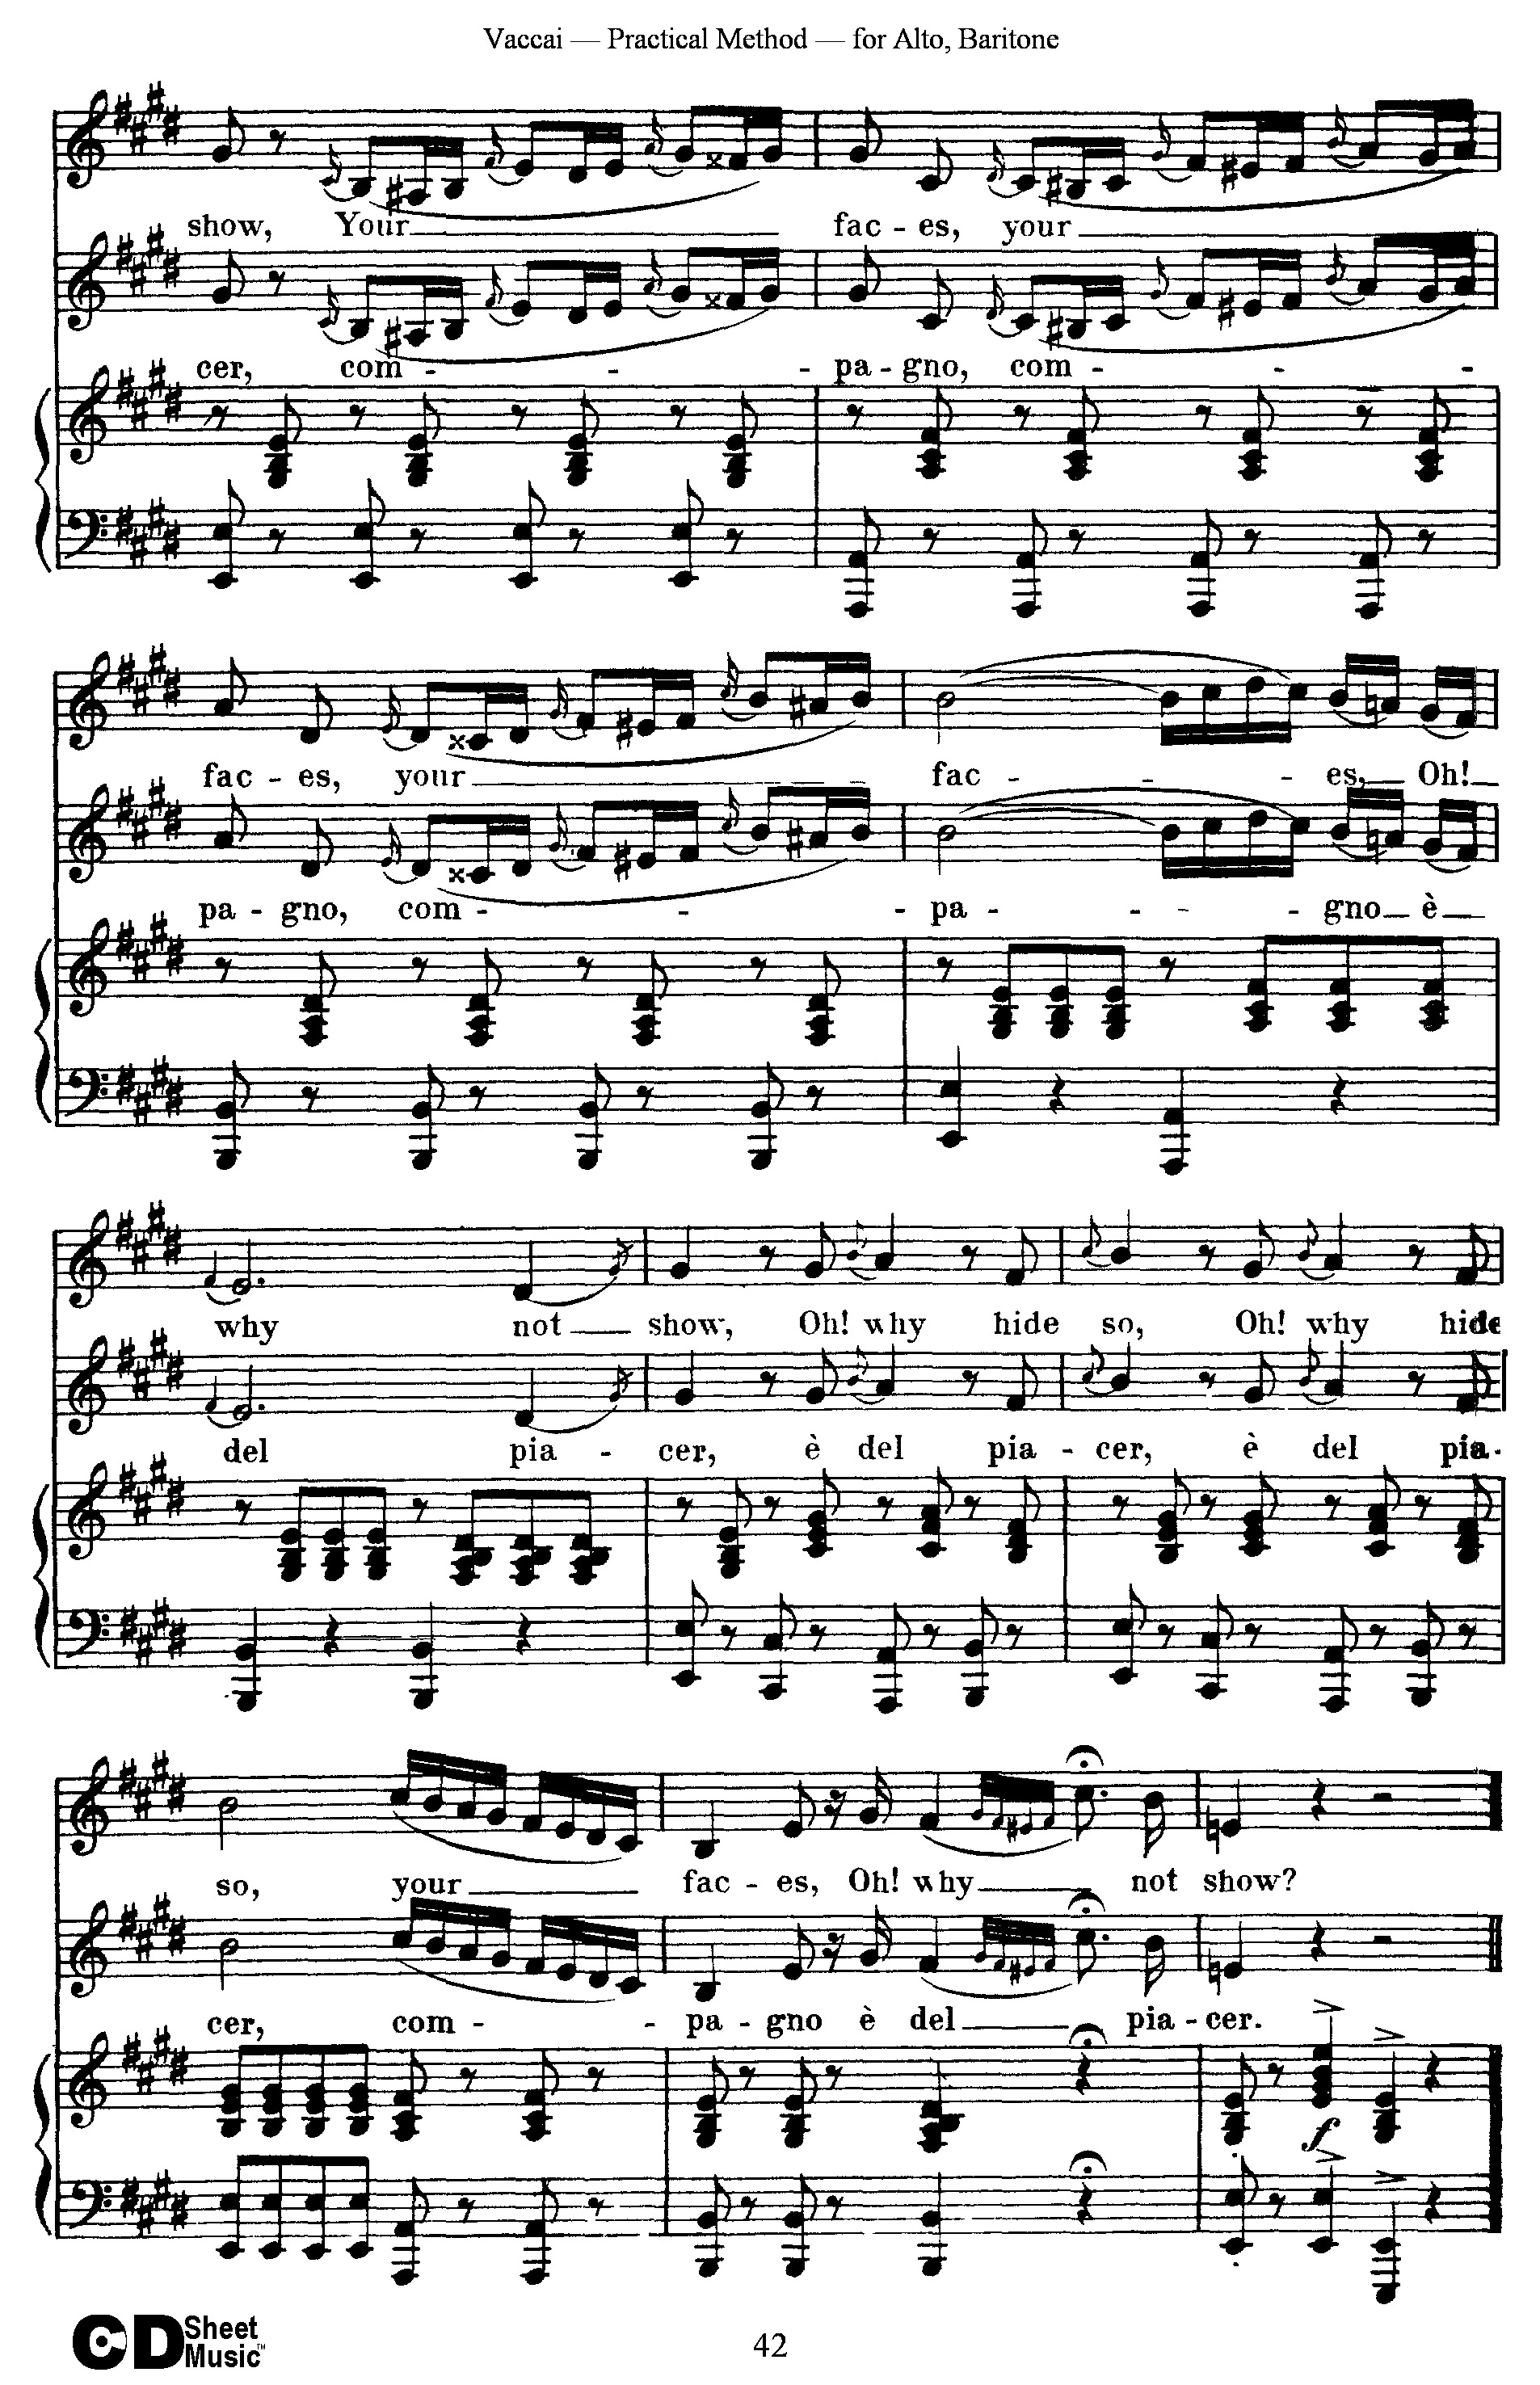 Vaccai — Practical Method — for Alto, Baritone
show, Your fac - es, your
cer, com - - - - pa - gno, com - - -
fac - es, your fac - - - es, Oh!
pa - gno, com - - - pa - - - - gno è
why not show, Oh! why hide so, Oh! why hide
del pia - cer, è del pia - cer, è del pia-
so, your fac - es, Oh! why not show?
cer, com - - - pa - gno è del pia - cer.
f
CD Sheet Music™
42